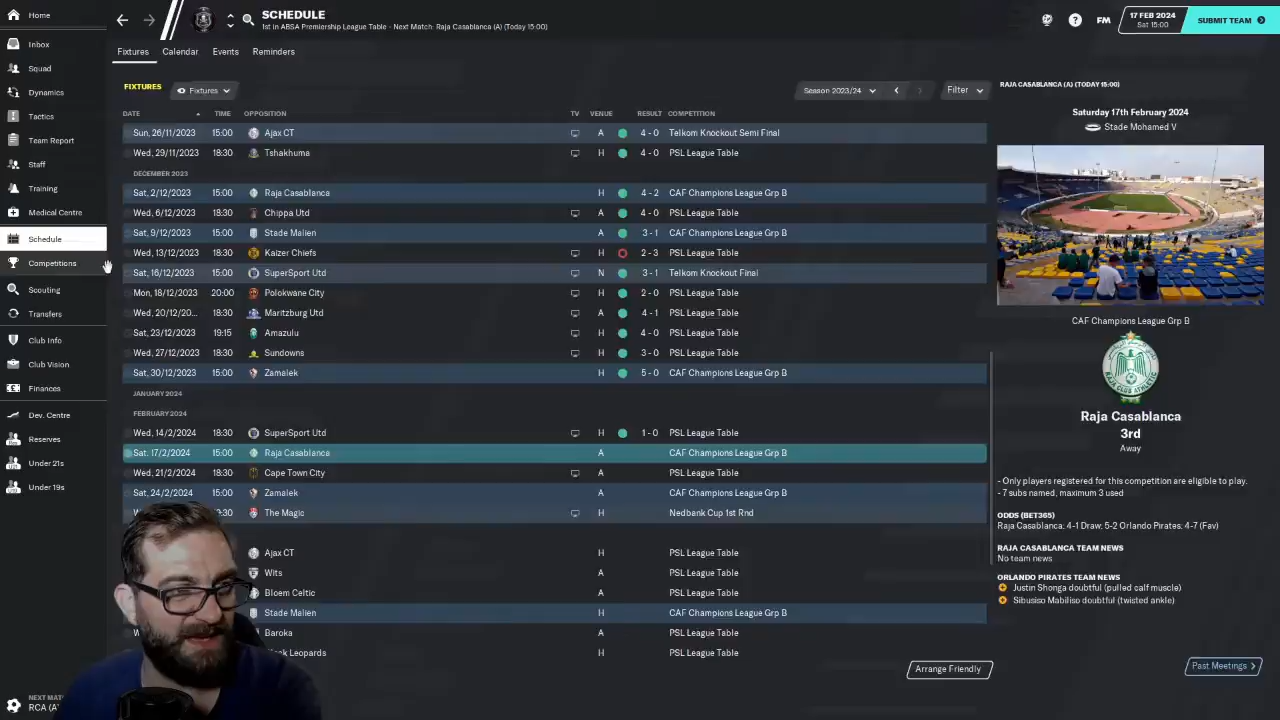 Home
SCHEDULE
1st in ABSA Premiership League Table - Next Match: Raja Casablanca (A) (Today 15:00)
FM
17 FEB 2024
Sat 15:00
SUBMIT TEAM
Inbox
Squad
Dynamics
Tactics
Team Report
Staff
Training
Medical Centre
Schedule
Competitions
Scouting
Transfers
Club Info
Club Vision
Finances
Dev. Centre
Reserves
Under 21s
Under 19s
Fixtures Calendar Events Reminders
FIXTURES Fixtures Season 2023/24 Filter
DATE TIME OPPOSITION TV VENUE RESULT COMPETITION
Sun, 26/11/2023 15:00 Ajax CT A 4 - 0 Telkom Knockout Semi Final
Wed, 29/11/2023 18:30 Tshakhuma H 4 - 0 PSL League Table
DECEMBER 2023
Sat, 2/12/2023 15:00 Raja Casablanca H 4 - 2 CAF Champions League Grp B
Wed, 6/12/2023 18:30 Chippa Utd A 4 - 0 PSL League Table
Sat, 9/12/2023 15:00 Stade Malien A 3 - 1 CAF Champions League Grp B
Wed, 13/12/2023 18:30 Kaizer Chiefs H 2 - 3 PSL League Table
Sat, 16/12/2023 15:00 SuperSport Utd N 3 - 1 Telkom Knockout Final
Mon, 18/12/2023 20:00 Polokwane City H 2 - 0 PSL League Table
Wed, 20/12/20... 18:30 Maritzburg Utd A 4 - 1 PSL League Table
Sat, 23/12/2023 19:15 Amazulu H 4 - 0 PSL League Table
Wed, 27/12/2023 18:30 Sundowns H 3 - 0 PSL League Table
Sat, 30/12/2023 15:00 Zamalek H 5 - 0 CAF Champions League Grp B
JANUARY 2024
FEBRUARY 2024
Wed, 14/2/2024 18:30 SuperSport Utd H 1 - 0 PSL League Table
Sat, 17/2/2024 15:00 Raja Casablanca A CAF Champions League Grp B
Wed, 21/2/2024 18:30 Cape Town City A PSL League Table
Sat, 24/2/2024 15:00 Zamalek A CAF Champions League Grp B
The Magic H Nedbank Cup 1st Rnd
Ajax CT H PSL League Table
Wits A PSL League Table
Bloem Celtic A PSL League Table
Stade Malien H CAF Champions League Grp B
Baroka A PSL League Table
Leopards H PSL League Table
Arrange Friendly
RAJA CASABLANCA (A) (TODAY 15:00)
Saturday 17th February 2024
Stade Mohamed V
CAF Champions League Grp B
Raja Casablanca
3rd
Away
- Only players registered for this competition are eligible to play.
- 7 subs named, maximum 3 used
ODDS (BET365)
Raja Casablanca: 4-1 Draw: 5-2 Orlando Pirates: 4-7 (Fav)
RAJA CASABLANCA TEAM NEWS
No team news
ORLANDO PIRATES TEAM NEWS
Justin Shonga doubtful (pulled calf muscle)
Sibusiso Mabiliso doubtful (twisted ankle)
Past Meetings